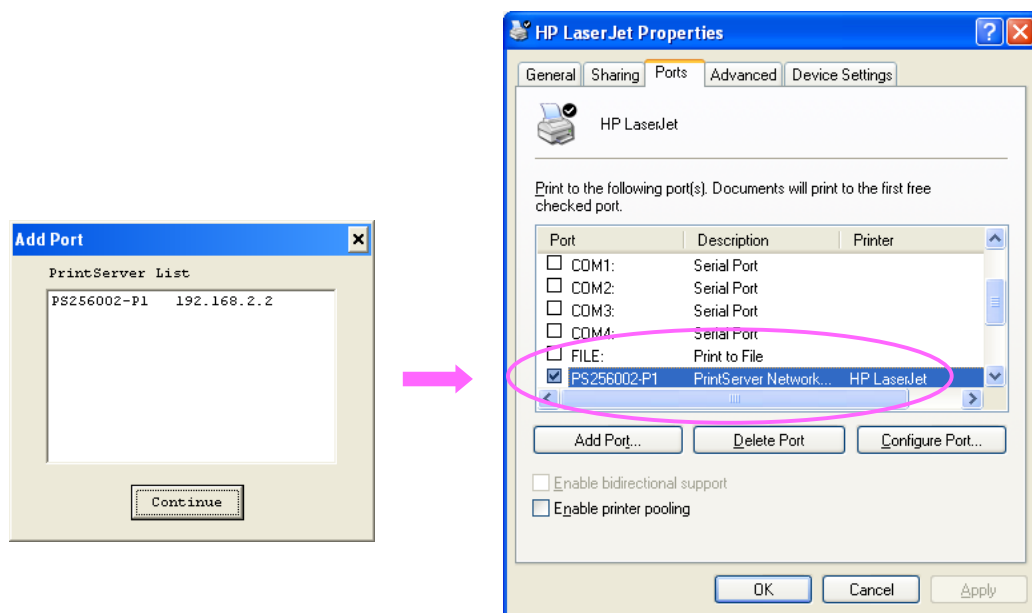 Add Port
PrintServer List
PS256002-P1 192.168.2.2
Continue
HP LaserJet Properties
General Sharing Ports Advanced Device Settings
HP LaserJet
Print to the following port(s). Documents will print to the first free
checked port.
Port Description Printer
COM1: Serial Port
COM2: Serial Port
COM3: Serial Port
COM4: Serial Port
FILE: Print to File
PS256002-P1 PrintServer Network... HP LaserJet
Add Port... Delete Port Configure Port...
Enable bidirectional support
Enable printer pooling
OK Cancel Apply